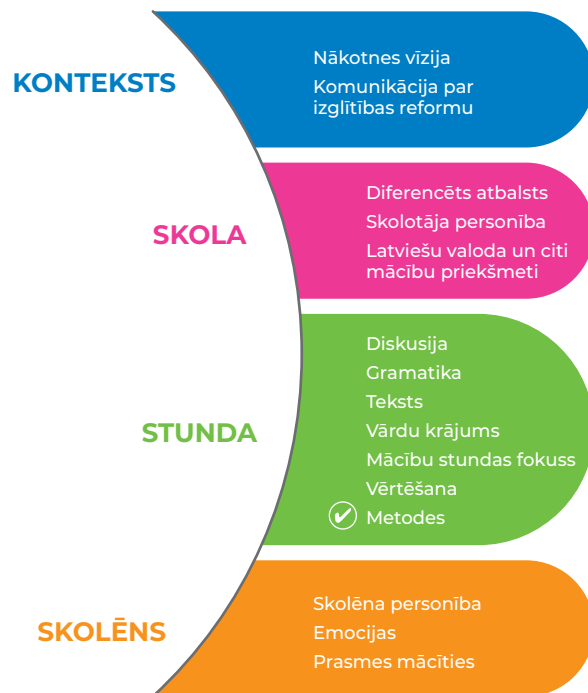 KONTEKSTS
Nākotnes vīzija
Komunikācija par
izglītības reformu
SKOLA
Diferencēts atbalsts
Skolotāja personība
Latviešu valoda un citi
mācību priekšmeti
STUNDA
Diskusija
Gramatika
Teksts
Vārdu krājums
Mācību stundas fokuss
Vērtēšana
Metodes
SKOLĒNS
Skolēna personība
Emocijas
Prasmes mācīties